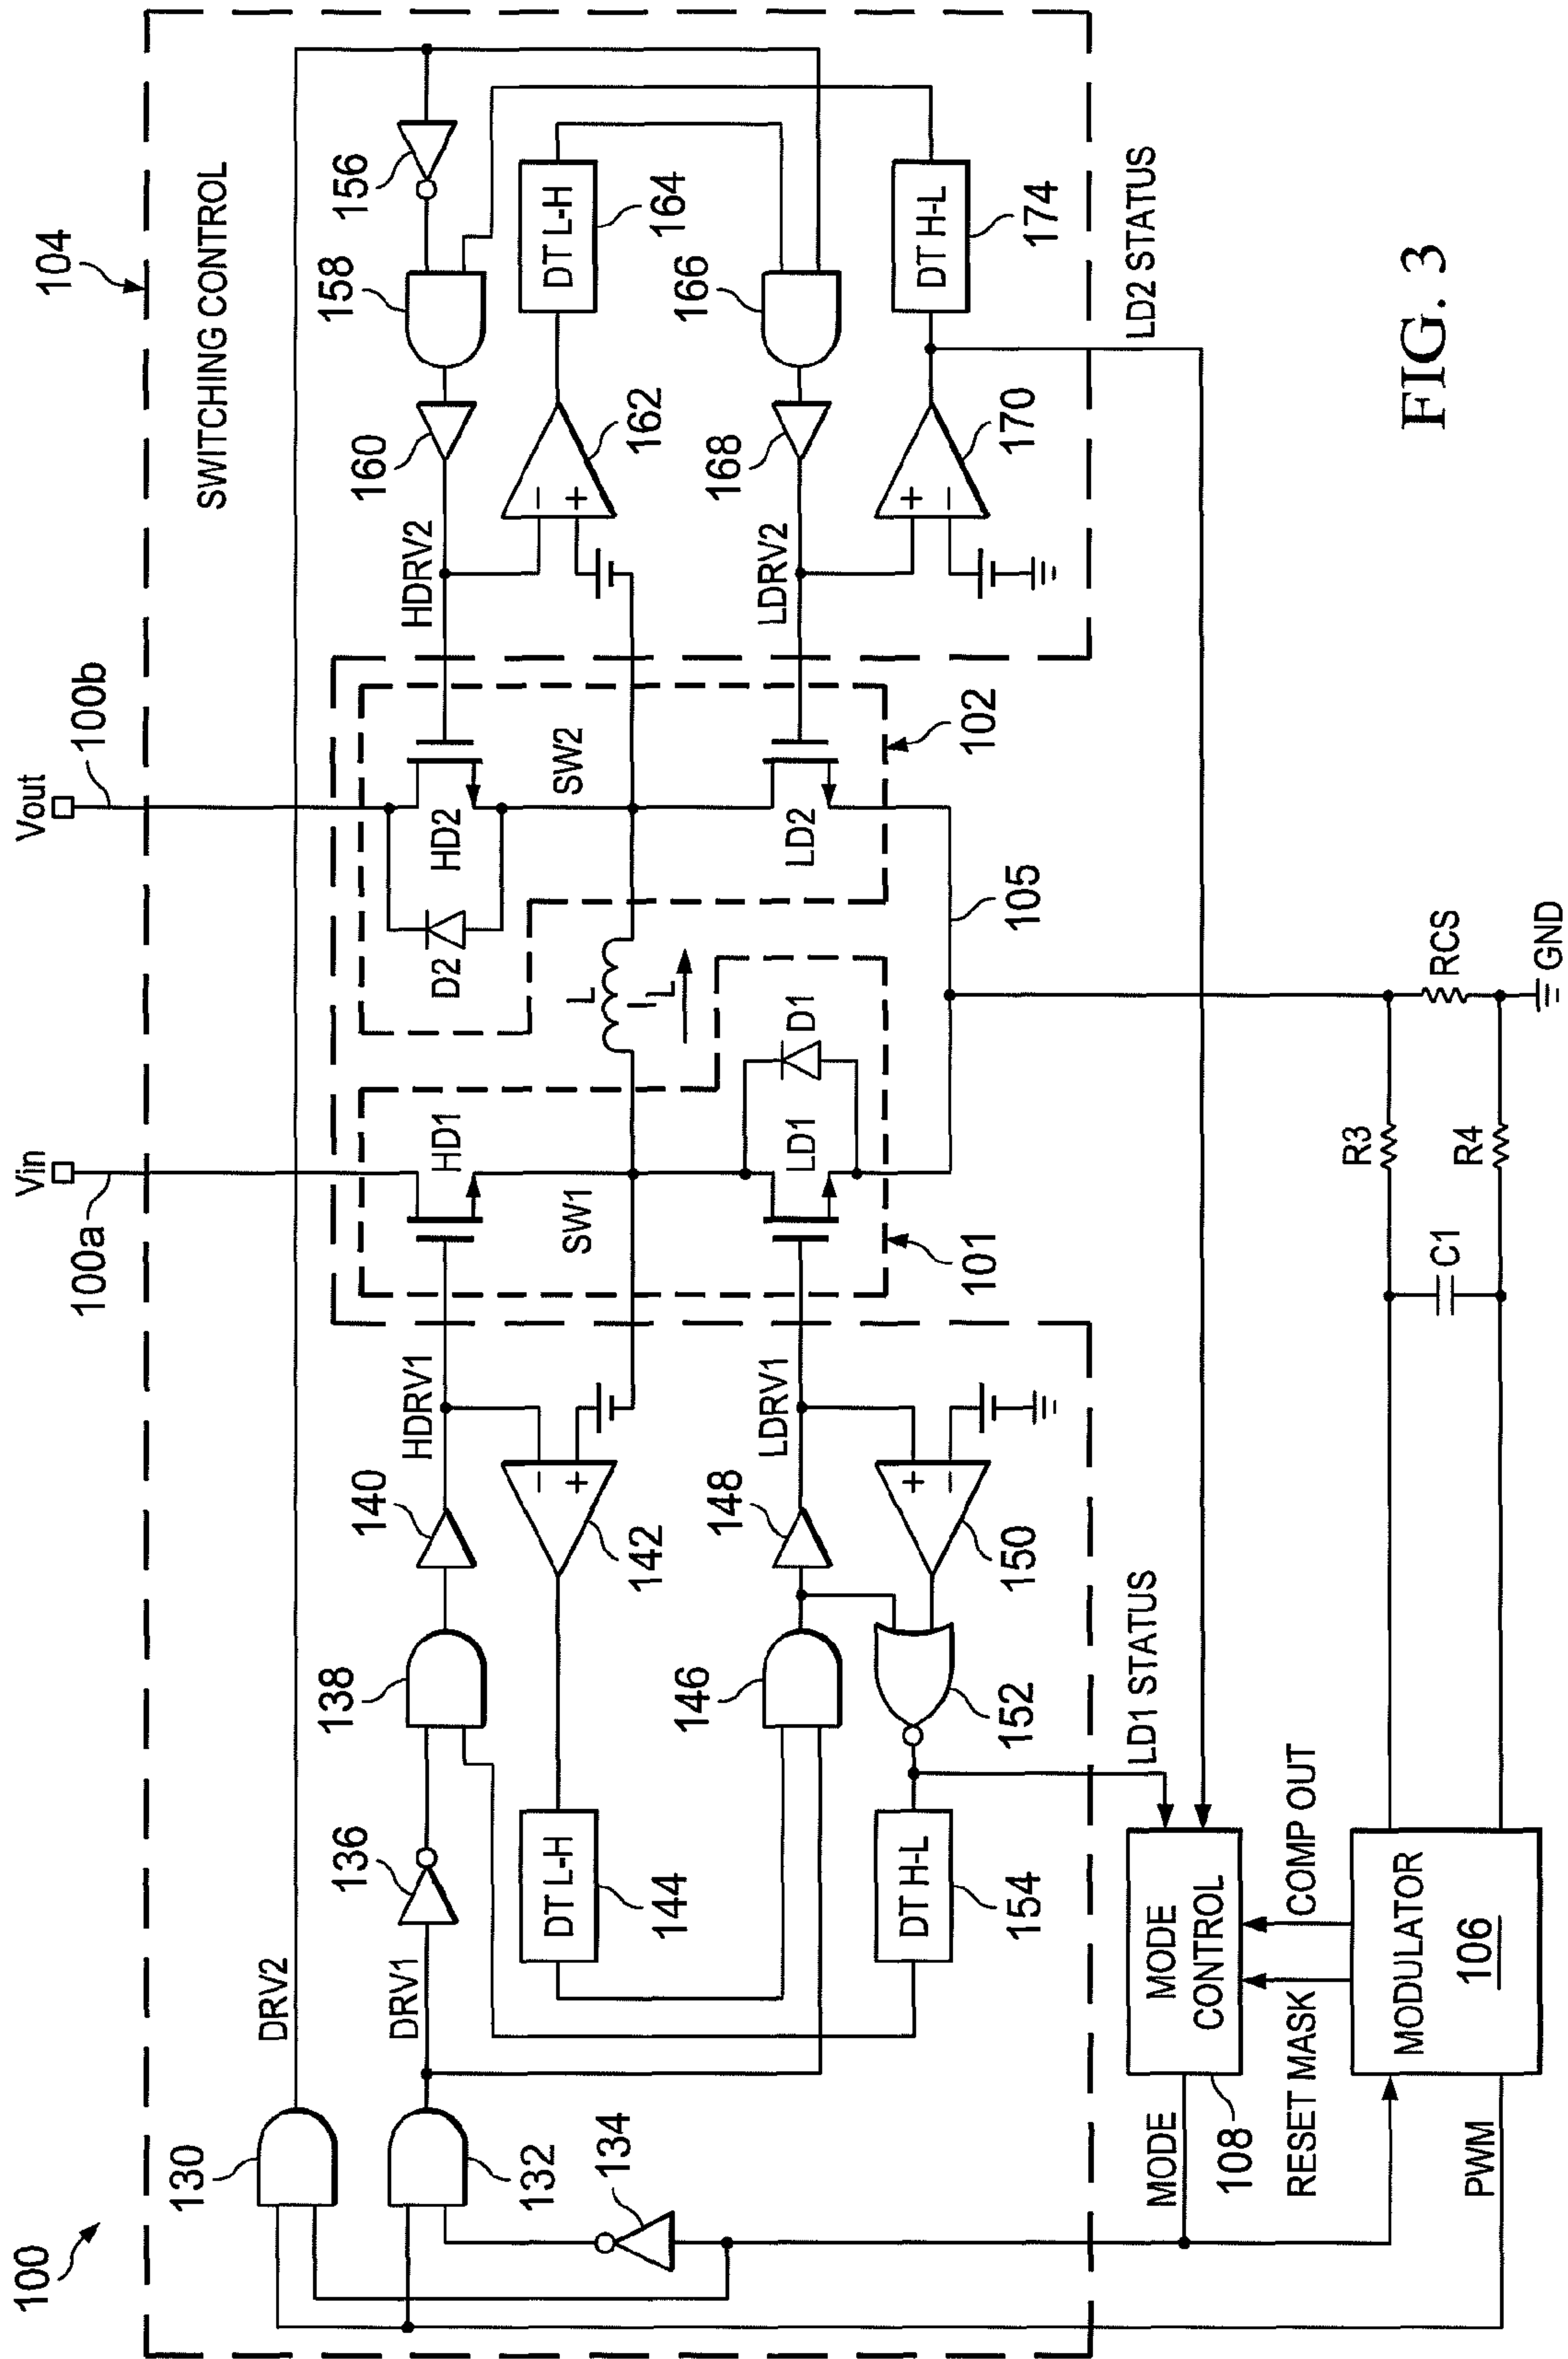 100
Vin
100a
Vout
100b
104
SWITCHING CONTROL
130
DRV2
132
DRV1
134
136
138
140
HDRV1
HD1
142
DT L-H
144
SW1
146
148
LDRV1
LD1
D1
150
152
DT H-L
154
101
L
IL
D2
HD2
SW2
LD2
102
105
HDRV2
160
158
156
162
DT L-H
164
LDRV2
168
166
170
DT H-L
174
LD1 STATUS
LD2 STATUS
MODE
MODE CONTROL
108
RESET MASK
COMP OUT
PWM
MODULATOR
106
C1
R3
R4
RCS
GND
FIG. 3